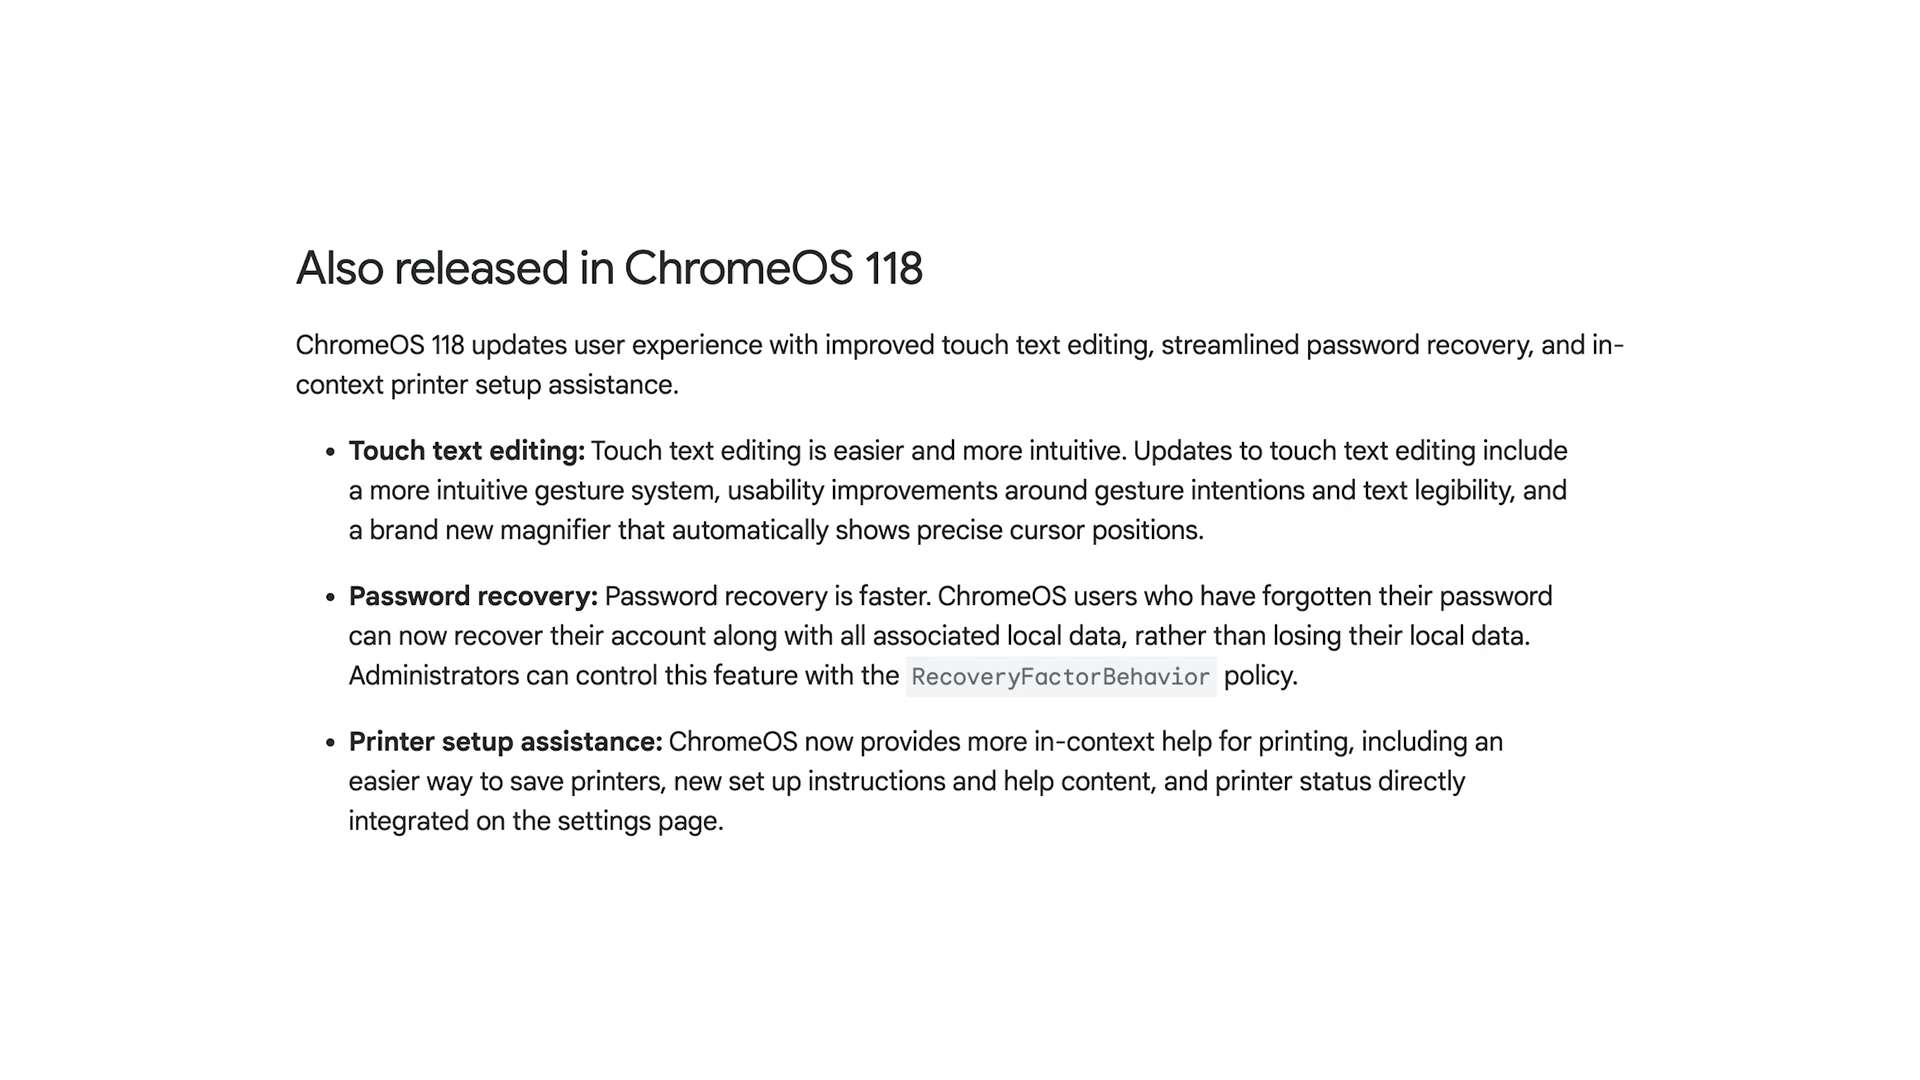 Also released in ChromeOS 118
ChromeOS 118 updates user experience with improved touch text editing, streamlined password recovery, and in-
context printer setup assistance.
• Touch text editing: Touch text editing is easier and more intuitive. Updates to touch text editing include
a more intuitive gesture system, usability improvements around gesture intentions and text legibility, and
a brand new magnifier that automatically shows precise cursor positions.
• Password recovery: Password recovery is faster. ChromeOS users who have forgotten their password
can now recover their account along with all associated local data, rather than losing their local data.
Administrators can control this feature with the RecoveryFactorBehavior policy.
• Printer setup assistance: ChromeOS now provides more in-context help for printing, including an
easier way to save printers, new set up instructions and help content, and printer status directly
integrated on the settings page.